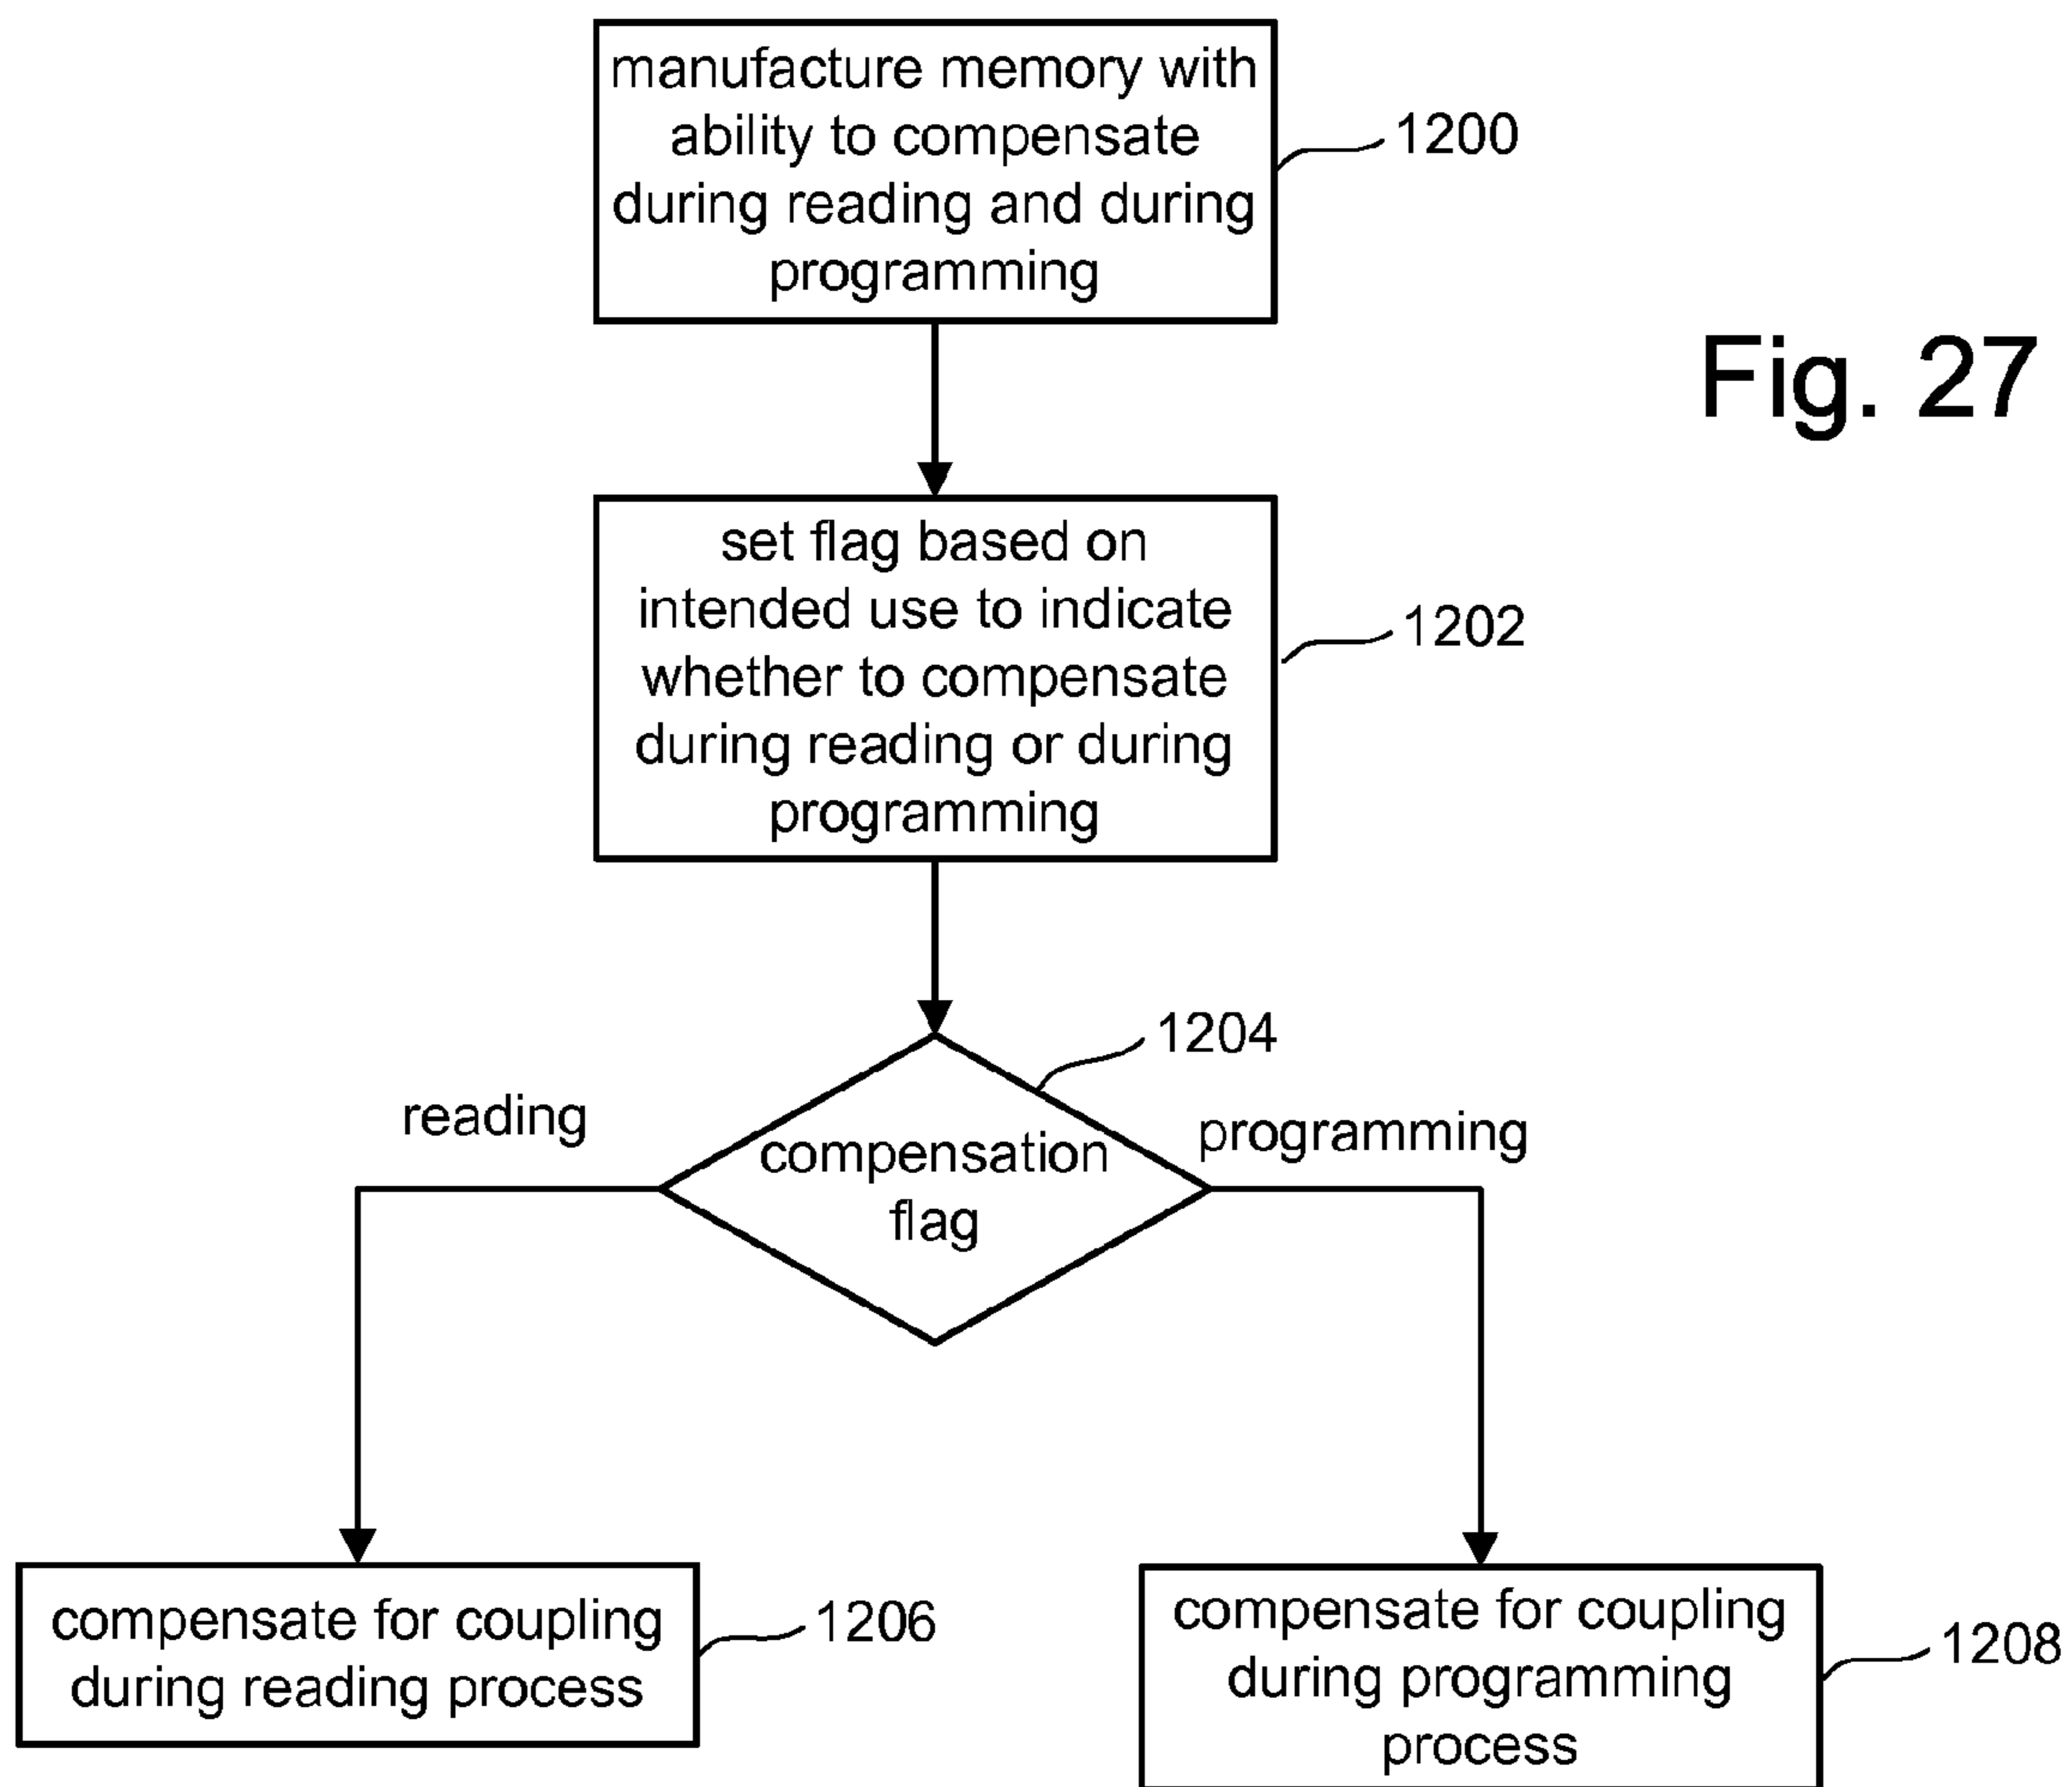 manufacture memory with
ability to compensate
during reading and during
programming
1200
Fig. 27
set flag based on
intended use to indicate
whether to compensate
during reading or during
programming
1202
1204
reading
programming
compensation
flag
compensate for coupling
during reading process
1206
compensate for coupling
during programming
process
1208